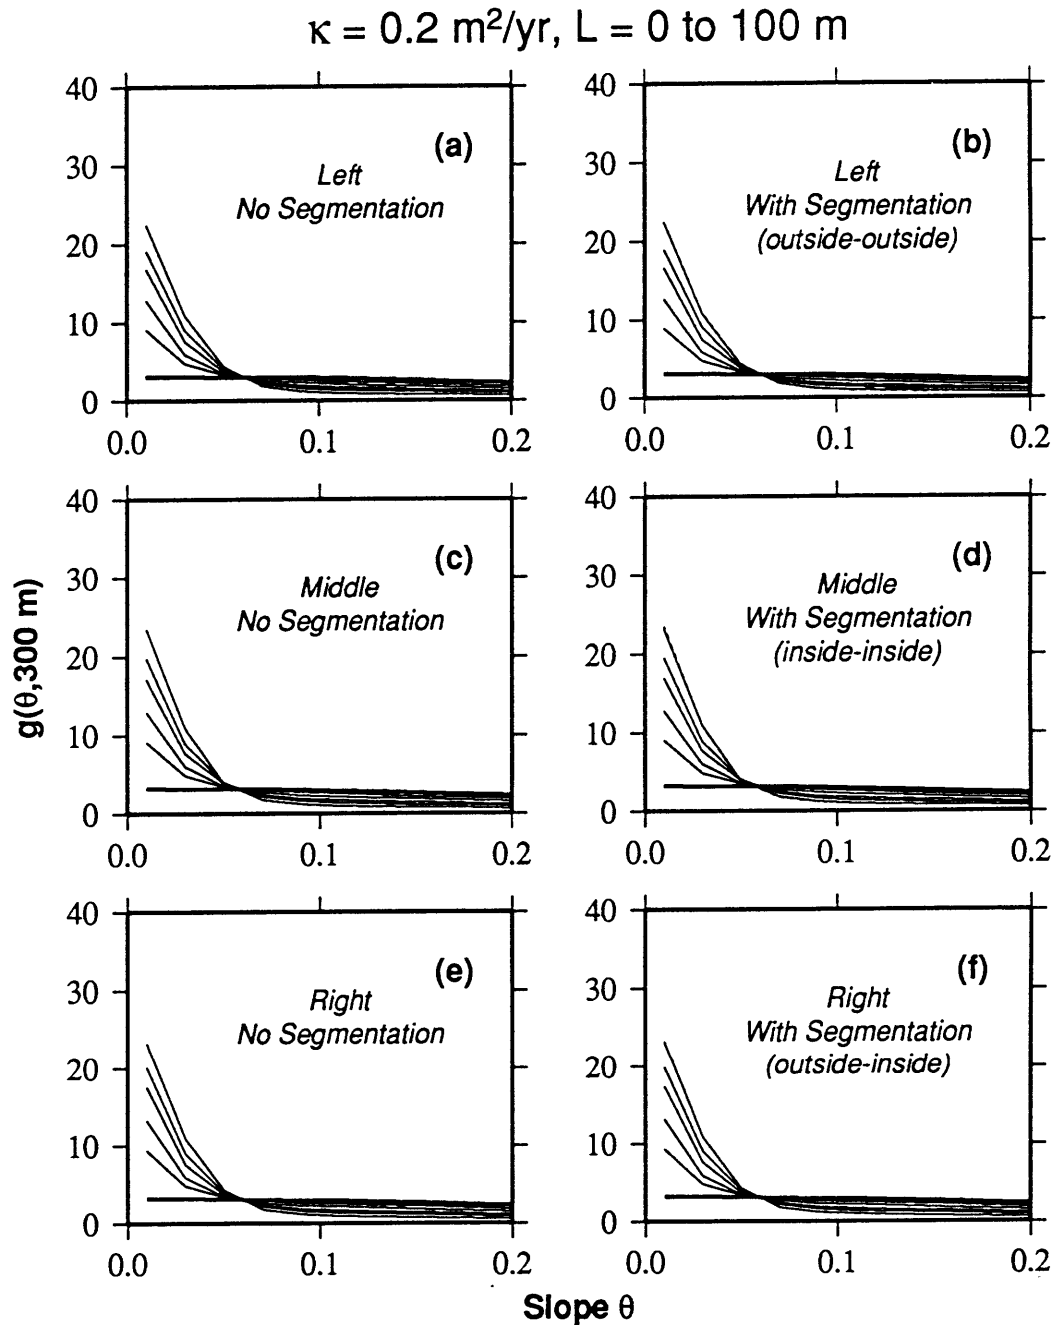 κ = 0.2 m²/yr, L = 0 to 100 m
40
30
20
10
0
0.0
0.1
0.2
(a)
Left
No Segmentation
40
30
20
10
0
0.0
0.1
0.2
(b)
Left
With Segmentation
(outside-outside)
40
30
20
10
0
0.0
0.1
0.2
(c)
Middle
No Segmentation
40
30
20
10
0
0.0
0.1
0.2
(d)
Middle
With Segmentation
(inside-inside)
g(θ,300 m)
40
30
20
10
0
0.0
0.1
0.2
(e)
Right
No Segmentation
40
30
20
10
0
0.0
0.1
0.2
(f)
Right
With Segmentation
(outside-inside)
Slope θ